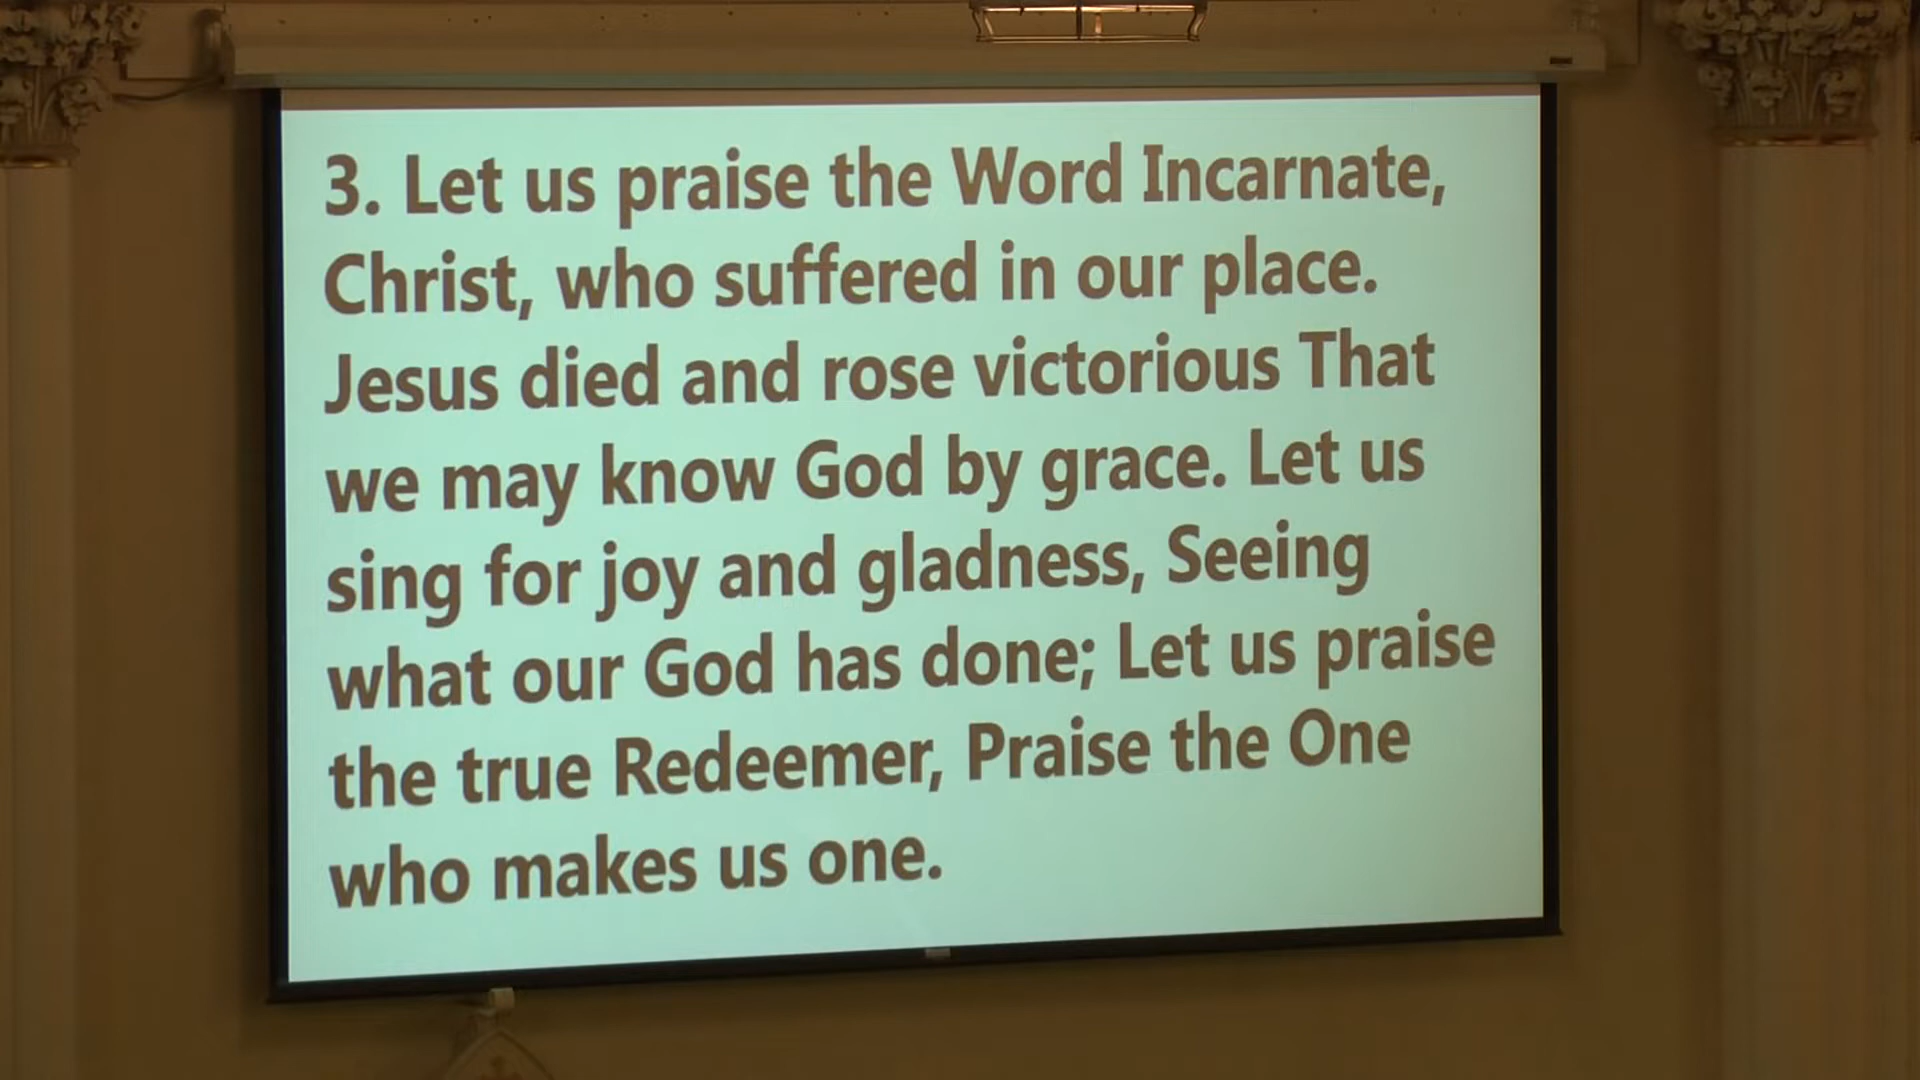 3. Let us praise the Word Incarnate,
Christ, who suffered in our place.
Jesus died and rose victorious That
we may know God by grace. Let us
sing for joy and gladness, Seeing
what our God has done; Let us praise
the true Redeemer, Praise the One
who makes us one.